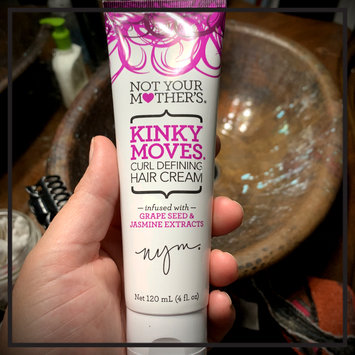 NOT YOUR
MOTHER'S®
KINKY
MOVES®
CURL DEFINING
HAIR CREAM
infused with
GRAPE SEED &
JASMINE EXTRACTS
nym.
Net 120 mL (4 fl. oz)